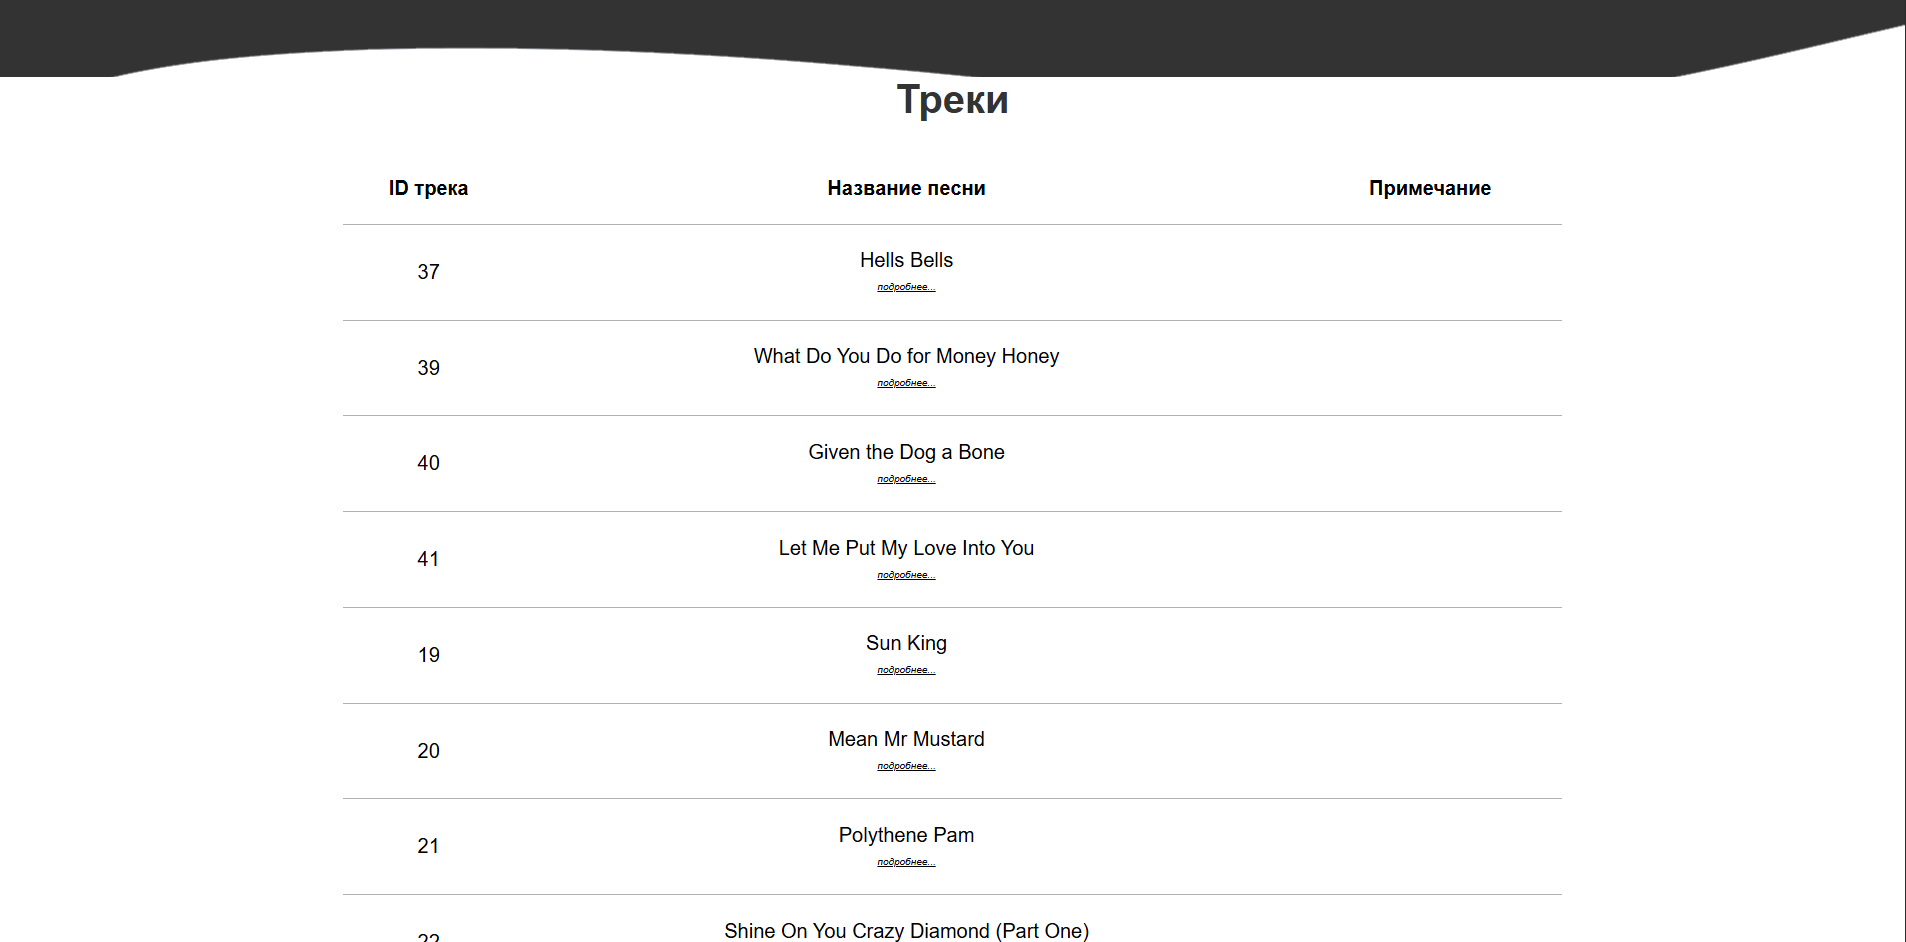 Треки
ID трека Название песни Примечание
37 Hells Bells
подробнее...
39 What Do You Do for Money Honey
подробнее...
40 Given the Dog a Bone
подробнее...
41 Let Me Put My Love Into You
подробнее...
19 Sun King
подробнее...
20 Mean Mr Mustard
подробнее...
21 Polythene Pam
подробнее...
22 Shine On You Crazy Diamond (Part One)